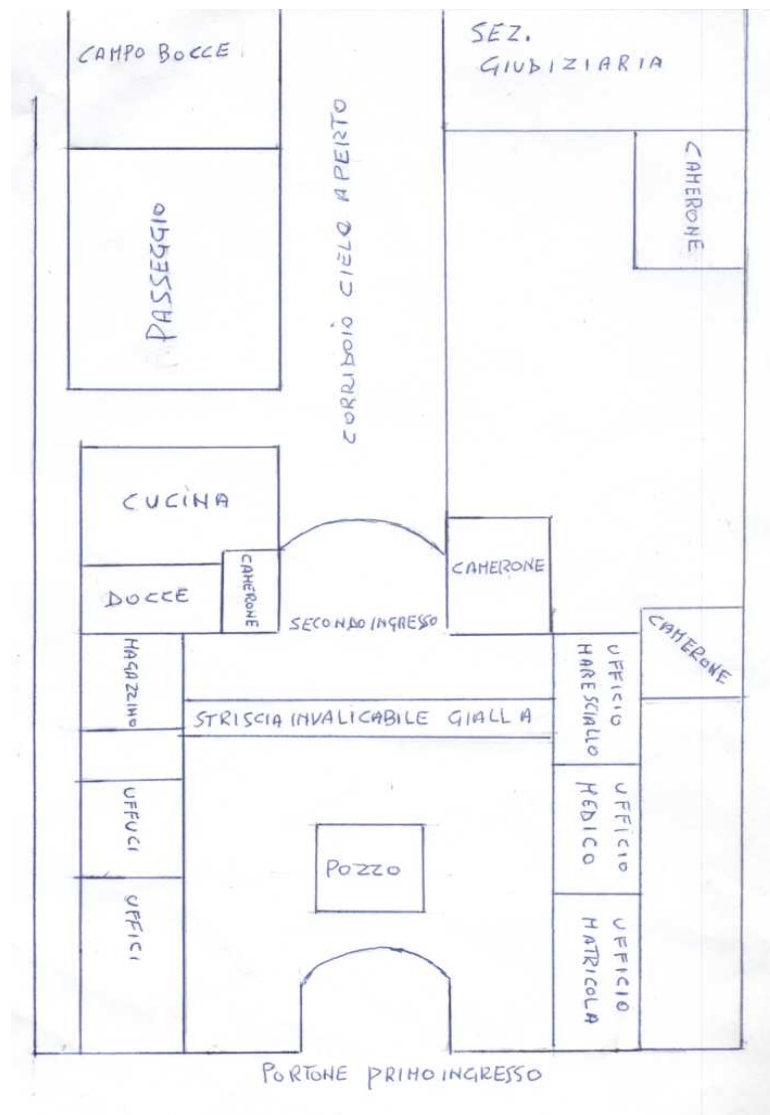 CAMPO BOCCE
SEZ.
GIUDIZIARIA
CAMERONE
PASSEGGIO
CORRIDOIO CIELO APERTO
CUCINA
DOCCE
CAMERONE
CAMERONE
SECONDO INGRESSO
CAMERONE
MAGAZZINO
UFFICIO
MARESCIALLO
STRISCIA INVALICABILE GIALLA
UFFUCI
UFFICIO
MEDICO
POZZO
UFFICI
UFFICIO
MATRICOLA
PORTONE PRIMO INGRESSO